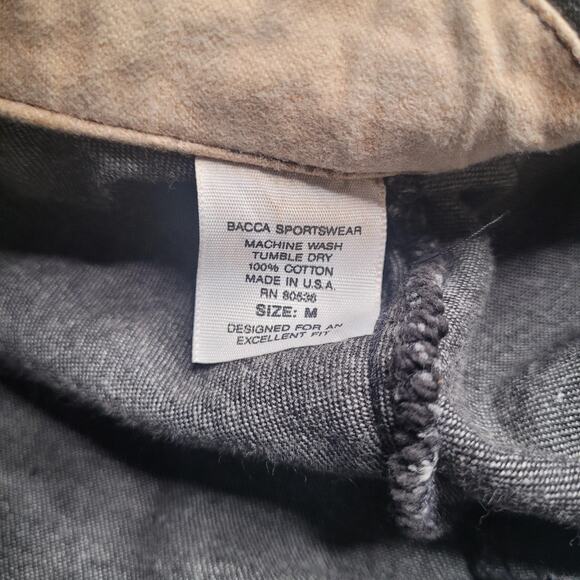 BACCA SPORTSWEAR
MACHINE WASH
TUMBLE DRY
100% COTTON
MADE IN U.S.A.
RN 80536
SIZE: M
DESIGNED FOR AN
EXCELLENT FIT